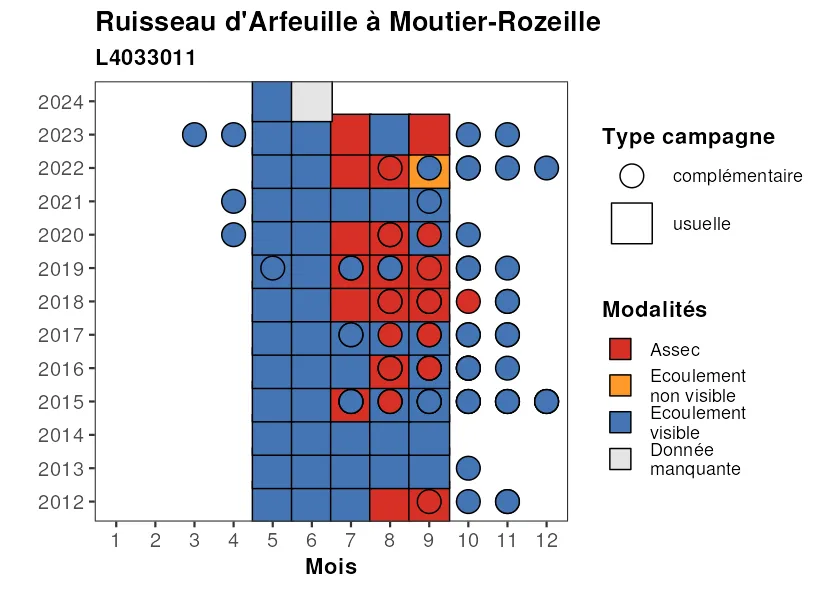 Ruisseau d'Arfeuille à Moutier-Rozeille
L4033011
2024
2023
2022
2021
2020
2019
2018
2017
2016
2015
2014
2013
2012
1 2 3 4 5 6 7 8 9 10 11 12
Mois
Type campagne
complémentaire
usuelle
Modalités
Assec
Ecoulement
non visible
Ecoulement
visible
Donnée
manquante